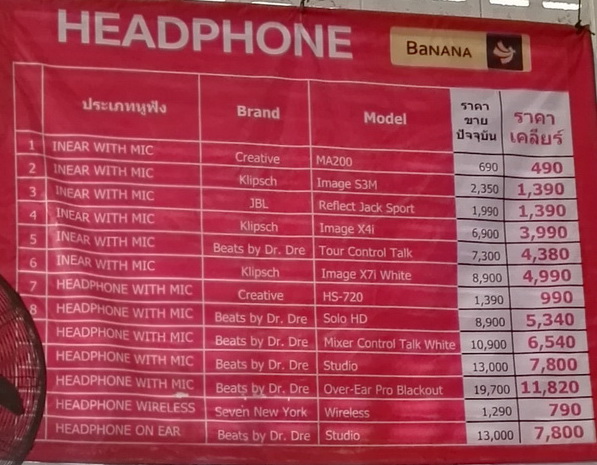 HEADPHONE
BaNANA
ประเภทหูฟัง Brand Model ราคาขายปัจจุบัน ราคาเคลียร์
1 INEAR WITH MIC Creative MA200 690 490
2 INEAR WITH MIC Klipsch Image S3M 2,350 1,390
3 INEAR WITH MIC JBL Reflect Jack Sport 1,990 1,390
4 INEAR WITH MIC Klipsch Image X4i 6,900 3,990
5 INEAR WITH MIC Beats by Dr. Dre Tour Control Talk 7,300 4,380
6 INEAR WITH MIC Klipsch Image X7i White 8,900 4,990
7 HEADPHONE WITH MIC Creative HS-720 1,390 990
8 HEADPHONE WITH MIC Beats by Dr. Dre Solo HD 8,900 5,340
HEADPHONE WITH MIC Beats by Dr. Dre Mixer Control Talk White 10,900 6,540
HEADPHONE WITH MIC Beats by Dr. Dre Studio 13,000 7,800
HEADPHONE WITH MIC Beats by Dr. Dre Over-Ear Pro Blackout 19,700 11,820
HEADPHONE WIRELESS Seven New York Wireless 1,290 790
HEADPHONE ON EAR Beats by Dr. Dre Studio 13,000 7,800